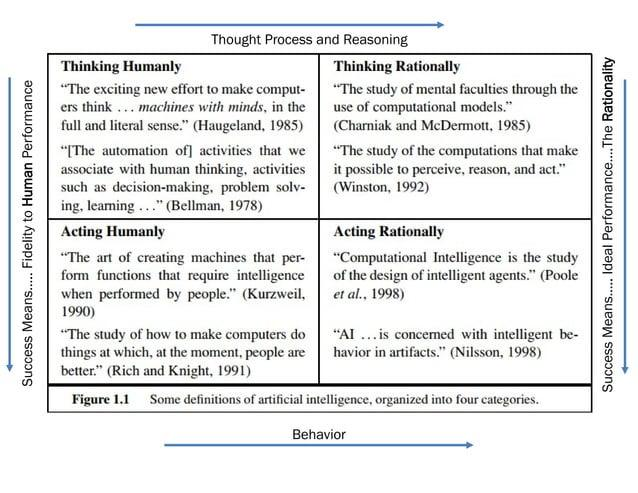 Thought Process and Reasoning
Success Means..... Fidelity to Human Performance
Thinking Humanly
“The exciting new effort to make comput-
ers think ... machines with minds, in the
full and literal sense.” (Haugeland, 1985)
“[The automation of] activities that we
associate with human thinking, activities
such as decision-making, problem solv-
ing, learning ...” (Bellman, 1978)
Thinking Rationally
“The study of mental faculties through the
use of computational models.”
(Charniak and McDermott, 1985)
“The study of the computations that make
it possible to perceive, reason, and act.”
(Winston, 1992)
Acting Humanly
“The art of creating machines that per-
form functions that require intelligence
when performed by people.” (Kurzweil,
1990)
“The study of how to make computers do
things at which, at the moment, people are
better.” (Rich and Knight, 1991)
Acting Rationally
“Computational Intelligence is the study
of the design of intelligent agents.” (Poole
et al., 1998)
“AI ...is concerned with intelligent be-
havior in artifacts.” (Nilsson, 1998)
Success Means..... Ideal Performance....The Rationality
Figure 1.1 Some definitions of artificial intelligence, organized into four categories.
Behavior